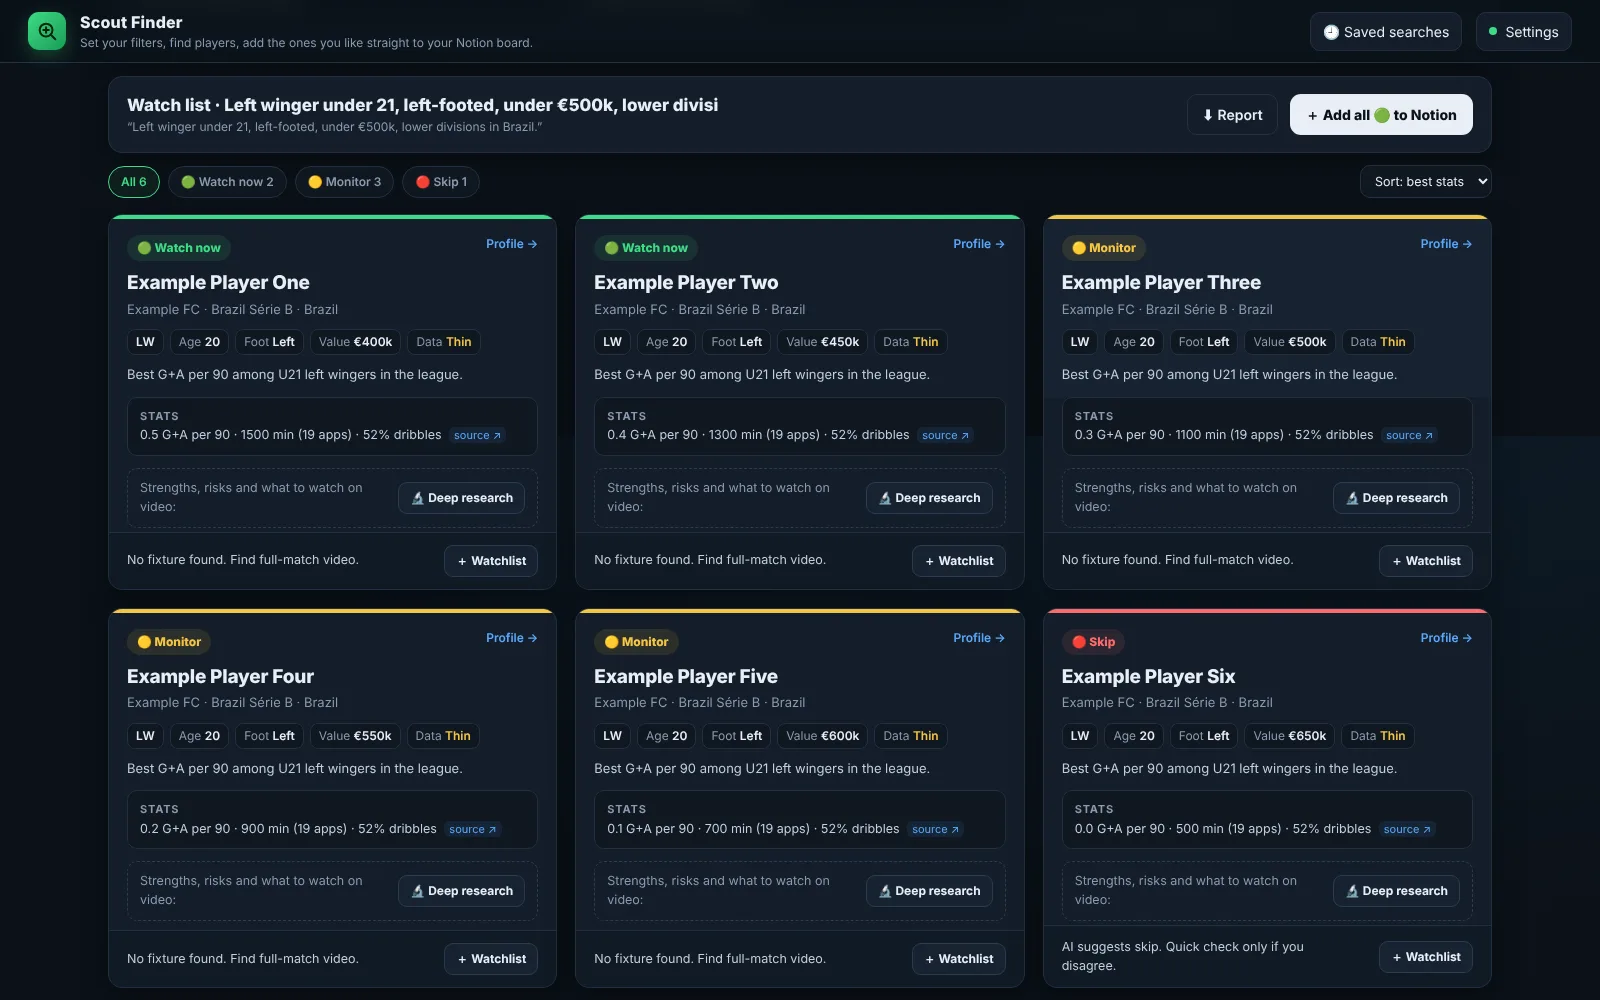 Scout Finder
Set your filters, find players, add the ones you like straight to your Notion board.
🕘 Saved searches
Settings
Watch list · Left winger under 21, left-footed, under €500k, lower divisi
“Left winger under 21, left-footed, under €500k, lower divisions in Brazil.”
⬇ Report
+ Add all 🟢 to Notion
All 6
🟢 Watch now 2
🟡 Monitor 3
🔴 Skip 1
Sort: best stats
🟢 Watch now
Profile →
Example Player One
Example FC · Brazil Série B · Brazil
LW Age 20 Foot Left Value €400k Data Thin
Best G+A per 90 among U21 left wingers in the league.
STATS
0.5 G+A per 90 · 1500 min (19 apps) · 52% dribbles source ↗
Strengths, risks and what to watch on
video:
🔬 Deep research
No fixture found. Find full-match video.
+ Watchlist
🟢 Watch now
Profile →
Example Player Two
Example FC · Brazil Série B · Brazil
LW Age 20 Foot Left Value €450k Data Thin
Best G+A per 90 among U21 left wingers in the league.
STATS
0.4 G+A per 90 · 1300 min (19 apps) · 52% dribbles source ↗
Strengths, risks and what to watch on
video:
🔬 Deep research
No fixture found. Find full-match video.
+ Watchlist
🟡 Monitor
Profile →
Example Player Three
Example FC · Brazil Série B · Brazil
LW Age 20 Foot Left Value €500k Data Thin
Best G+A per 90 among U21 left wingers in the league.
STATS
0.3 G+A per 90 · 1100 min (19 apps) · 52% dribbles source ↗
Strengths, risks and what to watch on
video:
🔬 Deep research
No fixture found. Find full-match video.
+ Watchlist
🟡 Monitor
Profile →
Example Player Four
Example FC · Brazil Série B · Brazil
LW Age 20 Foot Left Value €550k Data Thin
Best G+A per 90 among U21 left wingers in the league.
STATS
0.2 G+A per 90 · 900 min (19 apps) · 52% dribbles source ↗
Strengths, risks and what to watch on
video:
🔬 Deep research
No fixture found. Find full-match video.
+ Watchlist
🟡 Monitor
Profile →
Example Player Five
Example FC · Brazil Série B · Brazil
LW Age 20 Foot Left Value €600k Data Thin
Best G+A per 90 among U21 left wingers in the league.
STATS
0.1 G+A per 90 · 700 min (19 apps) · 52% dribbles source ↗
Strengths, risks and what to watch on
video:
🔬 Deep research
No fixture found. Find full-match video.
+ Watchlist
🔴 Skip
Profile →
Example Player Six
Example FC · Brazil Série B · Brazil
LW Age 20 Foot Left Value €650k Data Thin
Best G+A per 90 among U21 left wingers in the league.
STATS
0.0 G+A per 90 · 500 min (19 apps) · 52% dribbles source ↗
Strengths, risks and what to watch on
video:
🔬 Deep research
AI suggests skip. Quick check only if you
disagree.
+ Watchlist